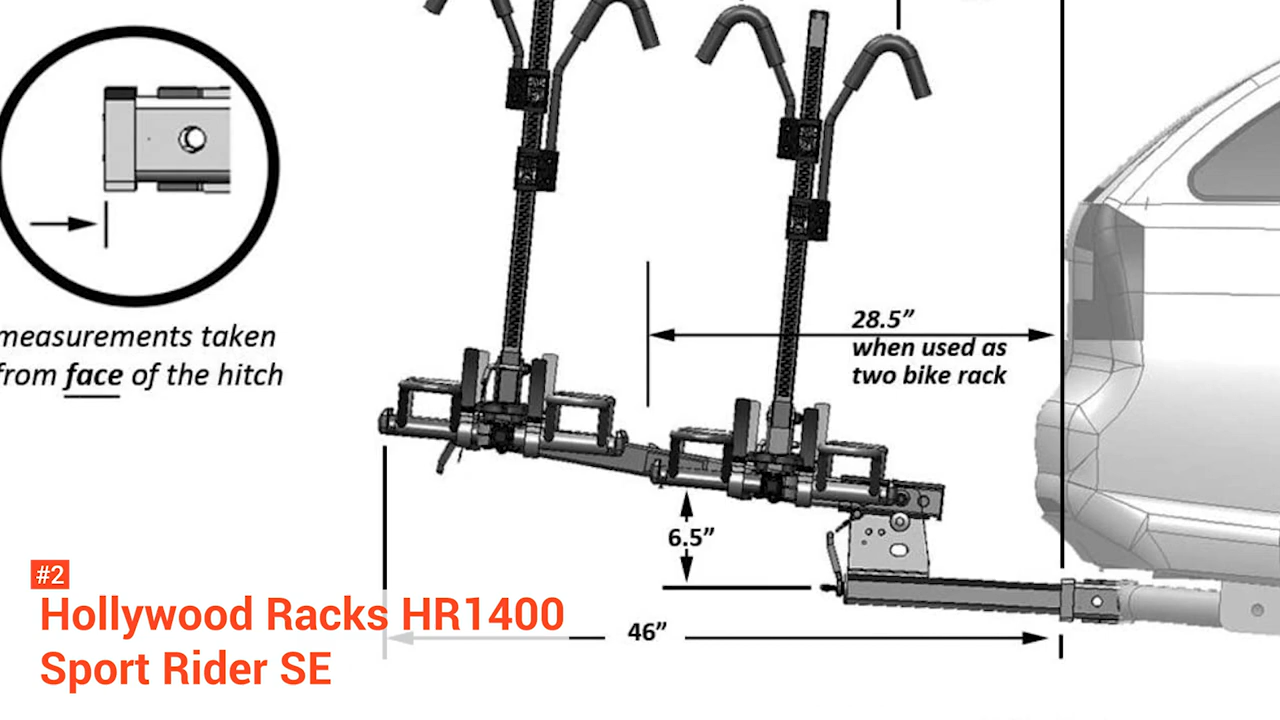 measurements taken
from face of the hitch
28.5”
when used as
two bike rack
6.5”
46”
#2
Hollywood Racks HR1400
Sport Rider SE